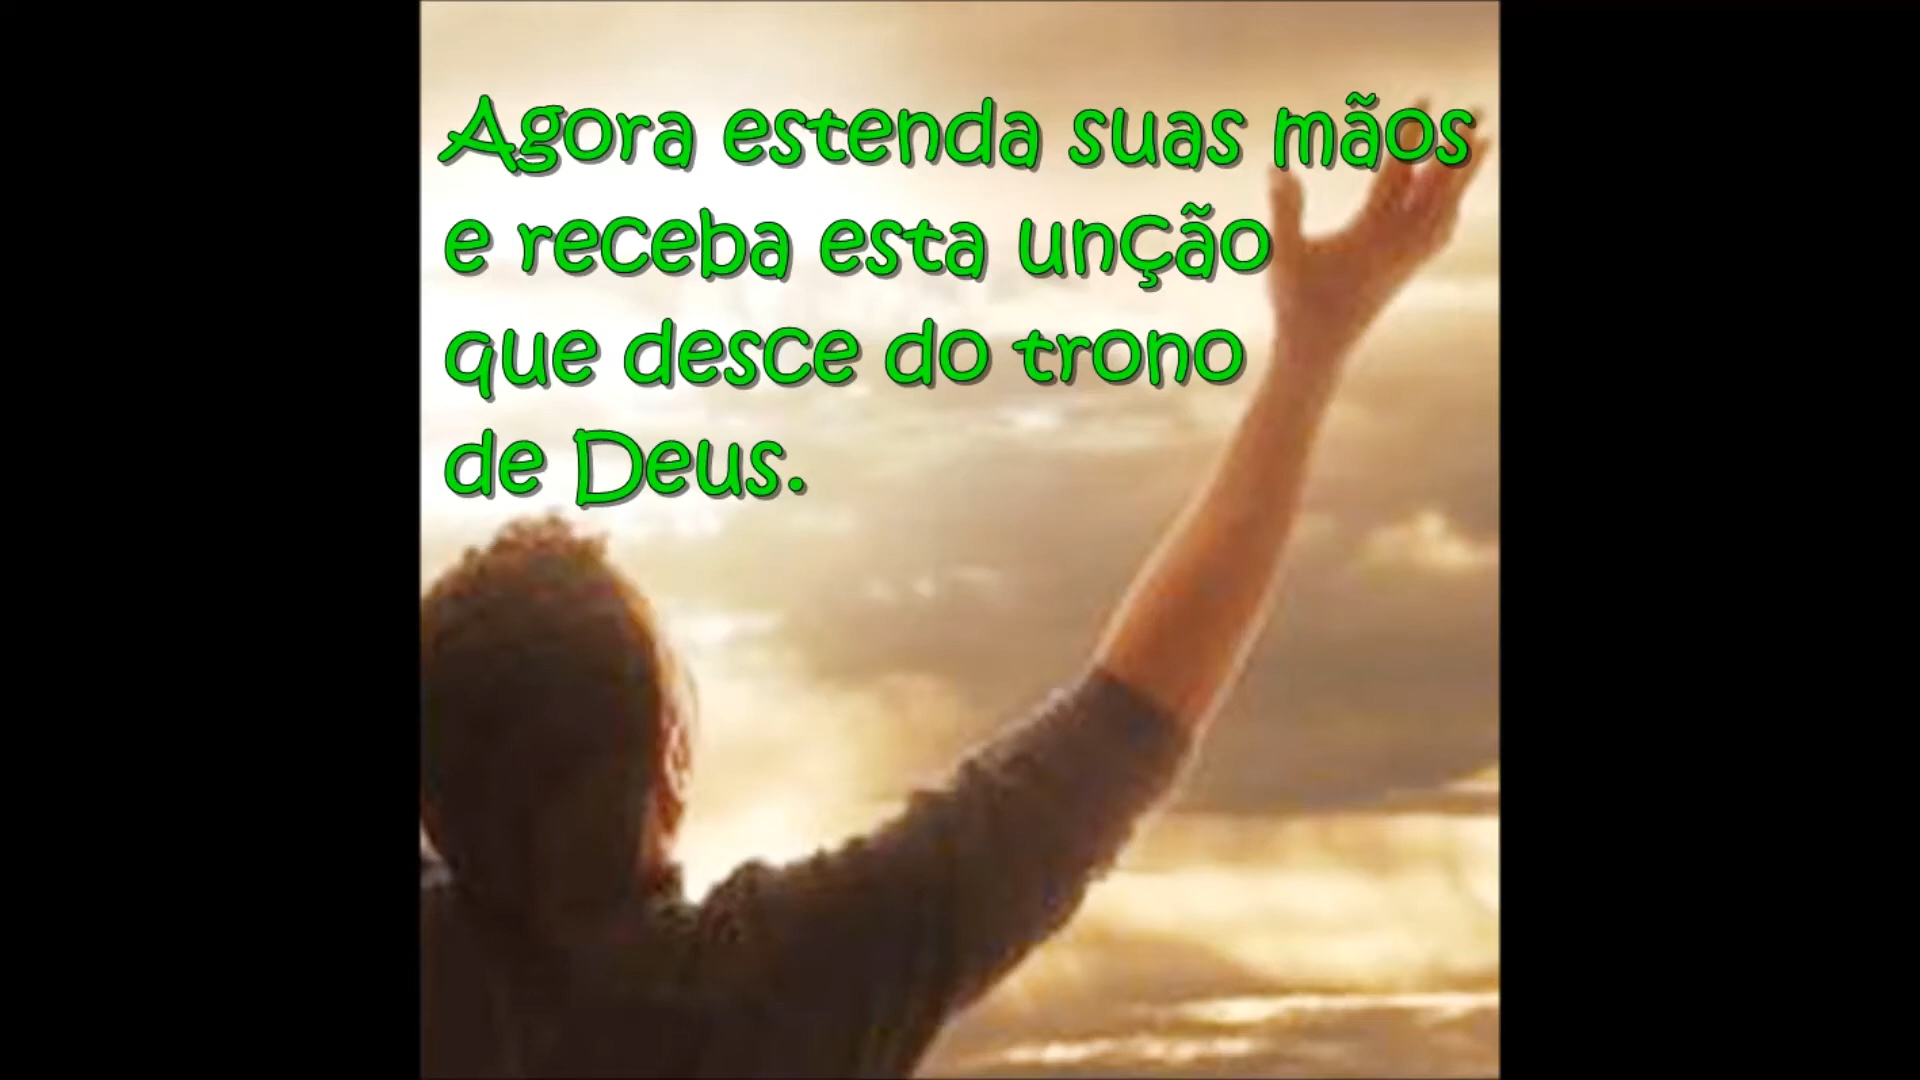 Agora estenda suas mãos
e receba esta unção
que desce do trono
de Deus.